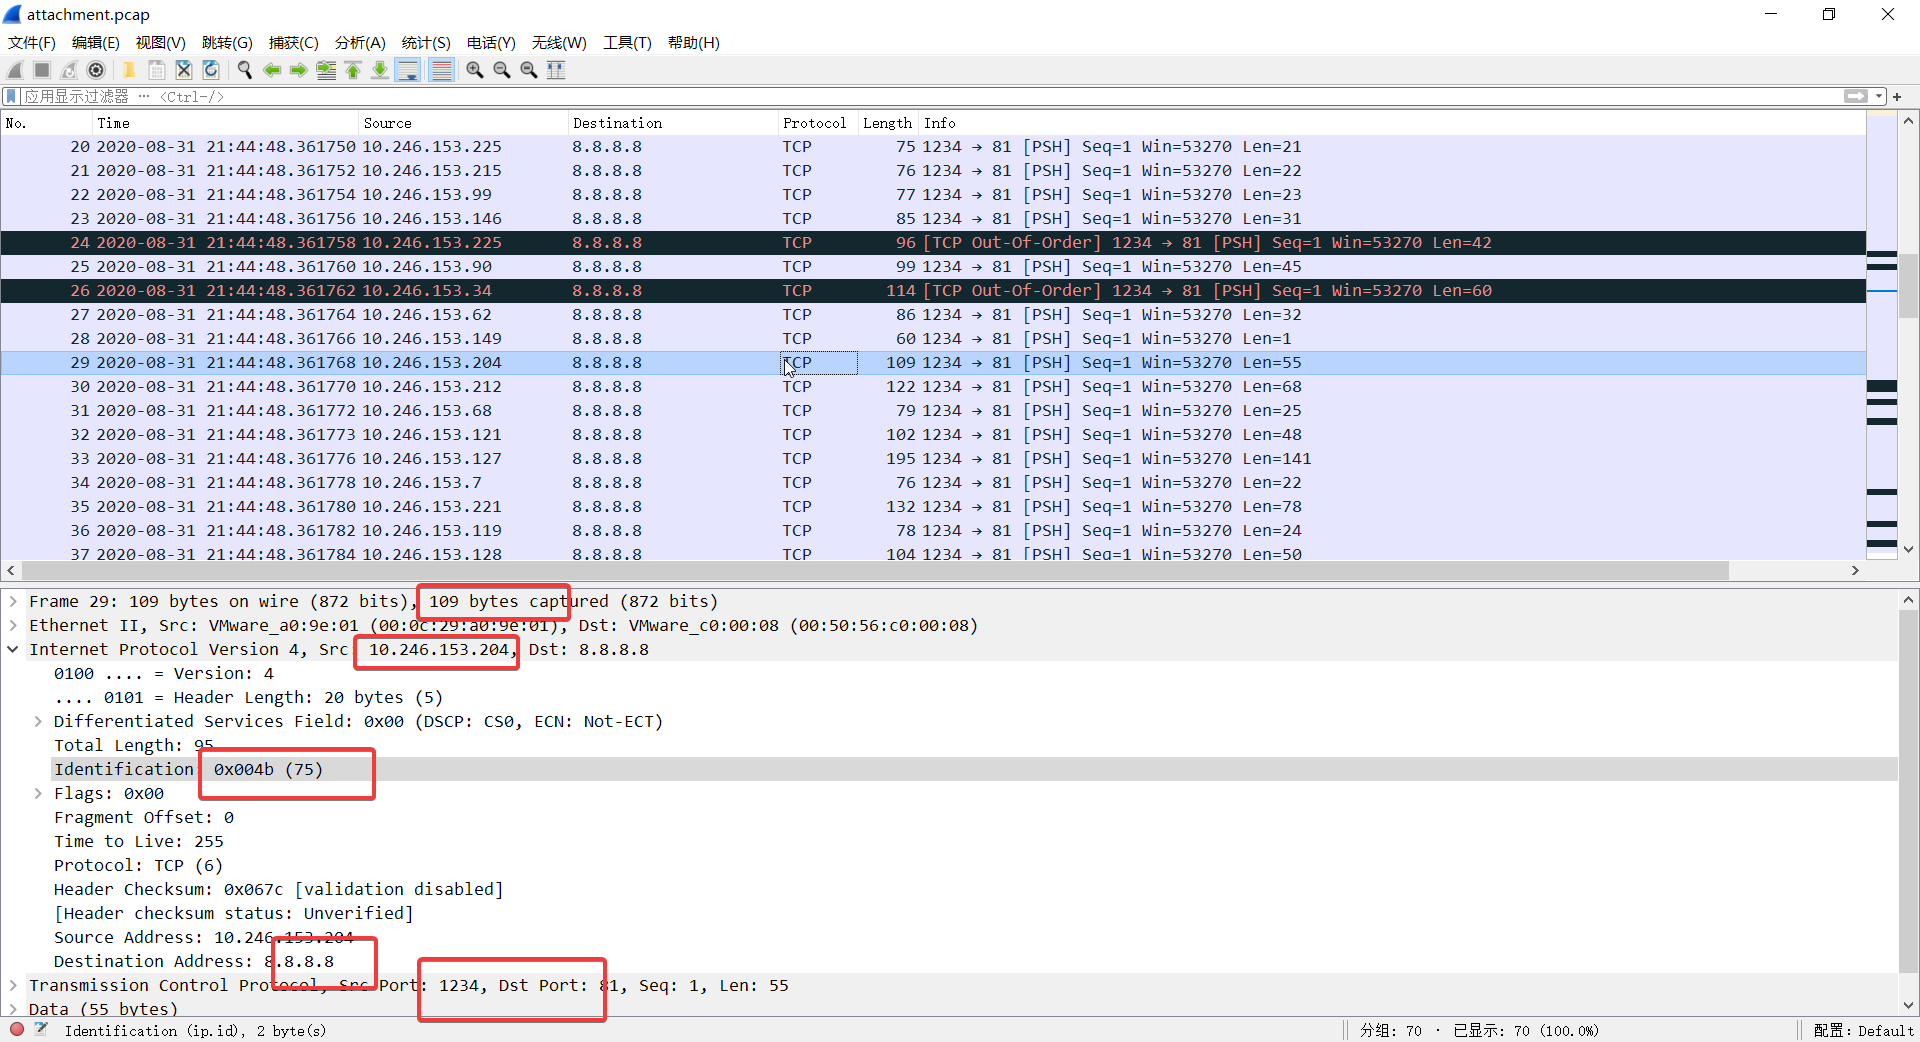 attachment.pcap
文件(F) 编辑(E) 视图(V) 跳转(G) 捕获(C) 分析(A) 统计(S) 电话(Y) 无线(W) 工具(T) 帮助(H)
应用显示过滤器 … <Ctrl-/>
No. Time Source Destination Protocol Length Info
20 2020-08-31 21:44:48.361750 10.246.153.225 8.8.8.8 TCP 75 1234 → 81 [PSH] Seq=1 Win=53270 Len=21
21 2020-08-31 21:44:48.361752 10.246.153.215 8.8.8.8 TCP 76 1234 → 81 [PSH] Seq=1 Win=53270 Len=22
22 2020-08-31 21:44:48.361754 10.246.153.99 8.8.8.8 TCP 77 1234 → 81 [PSH] Seq=1 Win=53270 Len=23
23 2020-08-31 21:44:48.361756 10.246.153.146 8.8.8.8 TCP 85 1234 → 81 [PSH] Seq=1 Win=53270 Len=31
24 2020-08-31 21:44:48.361758 10.246.153.225 8.8.8.8 TCP 96 [TCP Out-Of-Order] 1234 → 81 [PSH] Seq=1 Win=53270 Len=42
25 2020-08-31 21:44:48.361760 10.246.153.90 8.8.8.8 TCP 99 1234 → 81 [PSH] Seq=1 Win=53270 Len=45
26 2020-08-31 21:44:48.361762 10.246.153.34 8.8.8.8 TCP 114 [TCP Out-Of-Order] 1234 → 81 [PSH] Seq=1 Win=53270 Len=60
27 2020-08-31 21:44:48.361764 10.246.153.62 8.8.8.8 TCP 86 1234 → 81 [PSH] Seq=1 Win=53270 Len=32
28 2020-08-31 21:44:48.361766 10.246.153.149 8.8.8.8 TCP 60 1234 → 81 [PSH] Seq=1 Win=53270 Len=1
29 2020-08-31 21:44:48.361768 10.246.153.204 8.8.8.8 TCP 109 1234 → 81 [PSH] Seq=1 Win=53270 Len=55
30 2020-08-31 21:44:48.361770 10.246.153.212 8.8.8.8 TCP 122 1234 → 81 [PSH] Seq=1 Win=53270 Len=68
31 2020-08-31 21:44:48.361772 10.246.153.68 8.8.8.8 TCP 79 1234 → 81 [PSH] Seq=1 Win=53270 Len=25
32 2020-08-31 21:44:48.361773 10.246.153.121 8.8.8.8 TCP 102 1234 → 81 [PSH] Seq=1 Win=53270 Len=48
33 2020-08-31 21:44:48.361776 10.246.153.127 8.8.8.8 TCP 195 1234 → 81 [PSH] Seq=1 Win=53270 Len=141
34 2020-08-31 21:44:48.361778 10.246.153.7 8.8.8.8 TCP 76 1234 → 81 [PSH] Seq=1 Win=53270 Len=22
35 2020-08-31 21:44:48.361780 10.246.153.221 8.8.8.8 TCP 132 1234 → 81 [PSH] Seq=1 Win=53270 Len=78
36 2020-08-31 21:44:48.361782 10.246.153.119 8.8.8.8 TCP 78 1234 → 81 [PSH] Seq=1 Win=53270 Len=24
37 2020-08-31 21:44:48.361784 10.246.153.128 8.8.8.8 TCP 104 1234 → 81 [PSH] Seq=1 Win=53270 Len=50
Frame 29: 109 bytes on wire (872 bits), 109 bytes captured (872 bits)
Ethernet II, Src: VMware_a0:9e:01 (00:0c:29:a0:9e:01), Dst: VMware_c0:00:08 (00:50:56:c0:00:08)
Internet Protocol Version 4, Src: 10.246.153.204, Dst: 8.8.8.8
0100 .... = Version: 4
.... 0101 = Header Length: 20 bytes (5)
Differentiated Services Field: 0x00 (DSCP: CS0, ECN: Not-ECT)
Total Length: 95
Identification: 0x004b (75)
Flags: 0x00
Fragment Offset: 0
Time to Live: 255
Protocol: TCP (6)
Header Checksum: 0x067c [validation disabled]
[Header checksum status: Unverified]
Source Address: 10.246.153.204
Destination Address: 8.8.8.8
Transmission Control Protocol, Src Port: 1234, Dst Port: 81, Seq: 1, Len: 55
Data (55 bytes)
Identification (ip.id), 2 byte(s) 分组: 70 · 已显示: 70 (100.0%) 配置: Default